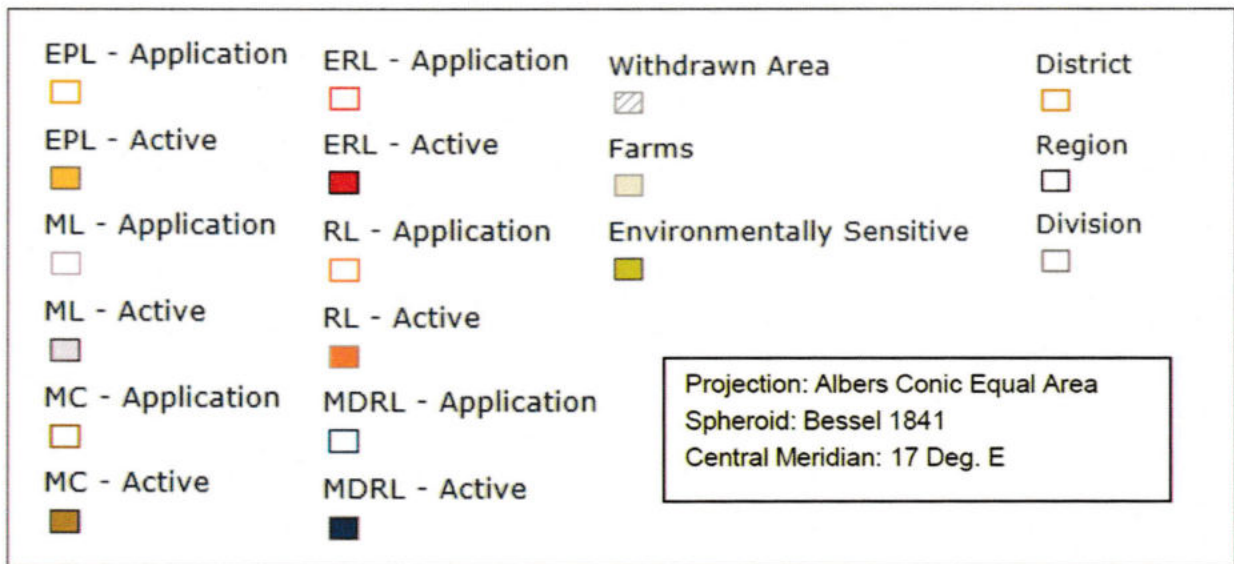 EPL - Application
EPL - Active
ML - Application
ML - Active
MC - Application
MC - Active
ERL - Application
ERL - Active
RL - Application
RL - Active
MDRL - Application
MDRL - Active
Withdrawn Area
Farms
Environmentally Sensitive
District
Region
Division
Projection: Albers Conic Equal Area
Spheroid: Bessel 1841
Central Meridian: 17 Deg. E